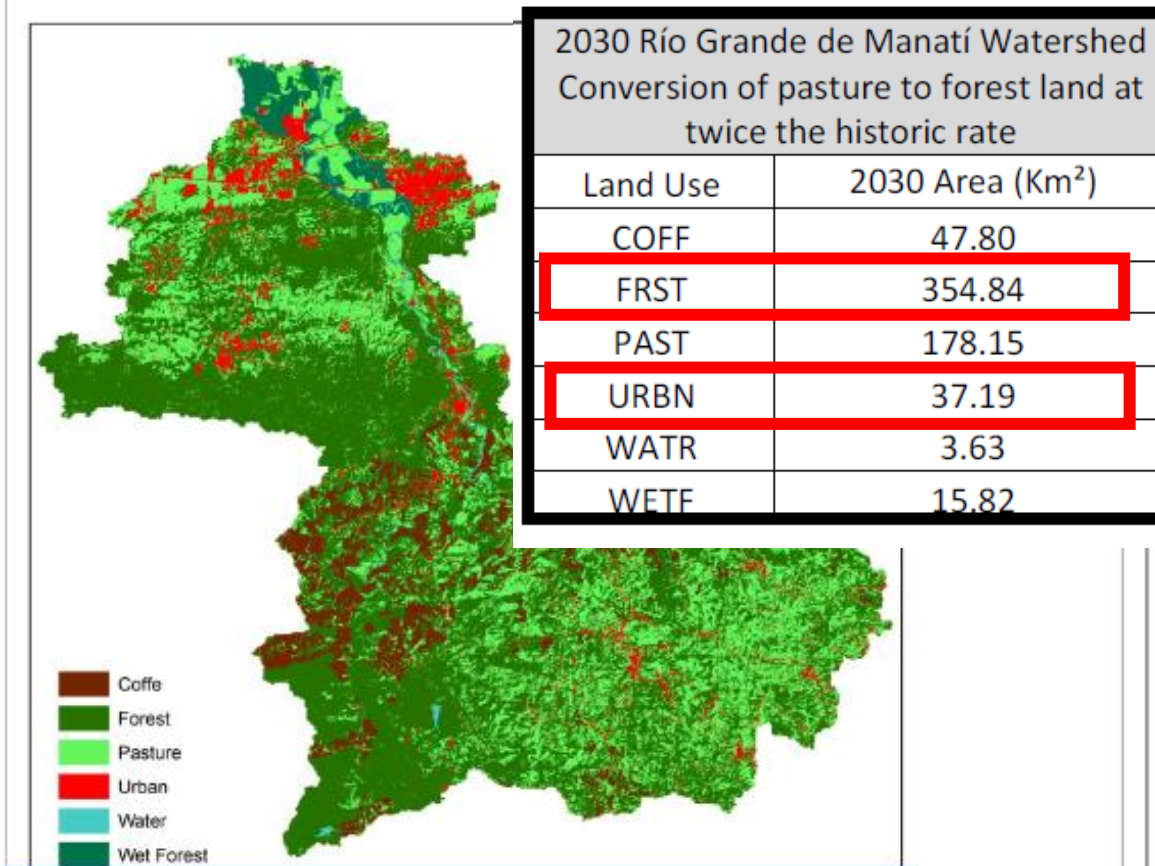 2030 Río Grande de Manatí Watershed
Conversion of pasture to forest land at
twice the historic rate
Land Use 2030 Area (Km²)
COFF 47.80
FRST 354.84
PAST 178.15
URBN 37.19
WATR 3.63
WETF 15.82
Coffe
Forest
Pasture
Urban
Water
Wet Forest